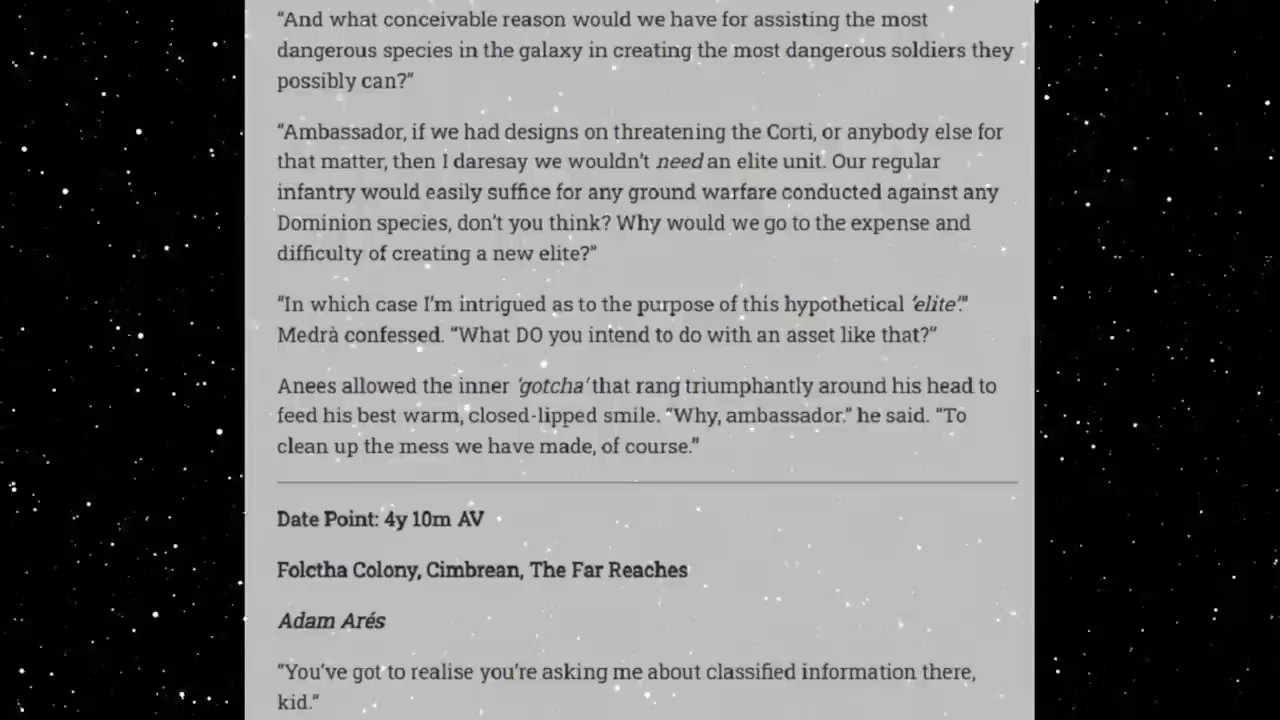 “And what conceivable reason would we have for assisting the most
dangerous species in the galaxy in creating the most dangerous soldiers they
possibly can?”
“Ambassador, if we had designs on threatening the Corti, or anybody else for
that matter, then I daresay we wouldn’t need an elite unit. Our regular
infantry would easily suffice for any ground warfare conducted against any
Dominion species, don’t you think? Why would we go to the expense and
difficulty of creating a new elite?”
“In which case I’m intrigued as to the purpose of this hypothetical ‘elite’.”
Medrà confessed. “What DO you intend to do with an asset like that?”
Anees allowed the inner ‘gotcha’ that rang triumphantly around his head to
feed his best warm, closed-lipped smile. “Why, ambassador.” he said. “To
clean up the mess we have made, of course.”
Date Point: 4y 10m AV
Folctha Colony, Cimbrean, The Far Reaches
Adam Arés
“You’ve got to realise you’re asking me about classified information there,
kid.”